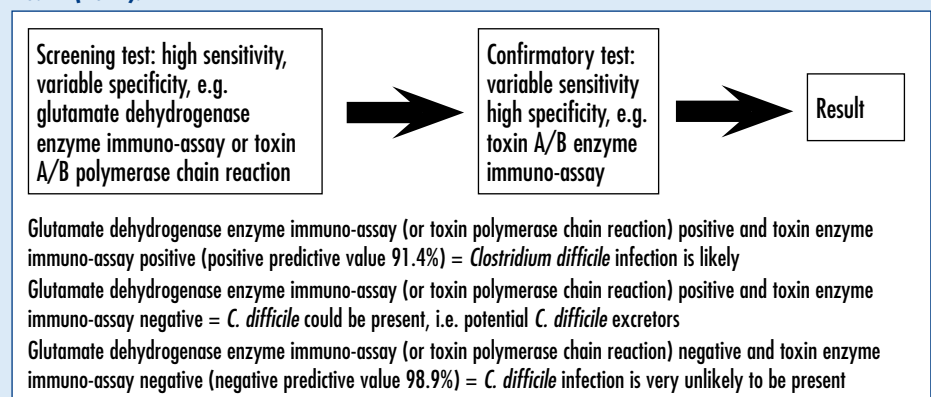 Screening test: high sensitivity,
variable specificity, e.g.
glutamate dehydrogenase
enzyme immuno-assay or toxin
A/B polymerase chain reaction
Confirmatory test:
variable sensitivity
high specificity, e.g.
toxin A/B enzyme
immuno-assay
Result
Glutamate dehydrogenase enzyme immuno-assay (or toxin polymerase chain reaction) positive and toxin enzyme
immuno-assay positive (positive predictive value 91.4%) = Clostridium difficile infection is likely
Glutamate dehydrogenase enzyme immuno-assay (or toxin polymerase chain reaction) positive and toxin enzyme
immuno-assay negative = C. difficile could be present, i.e. potential C. difficile excretors
Glutamate dehydrogenase enzyme immuno-assay (or toxin polymerase chain reaction) negative and toxin enzyme
immuno-assay negative (negative predictive value 98.9%) = C. difficile infection is very unlikely to be present